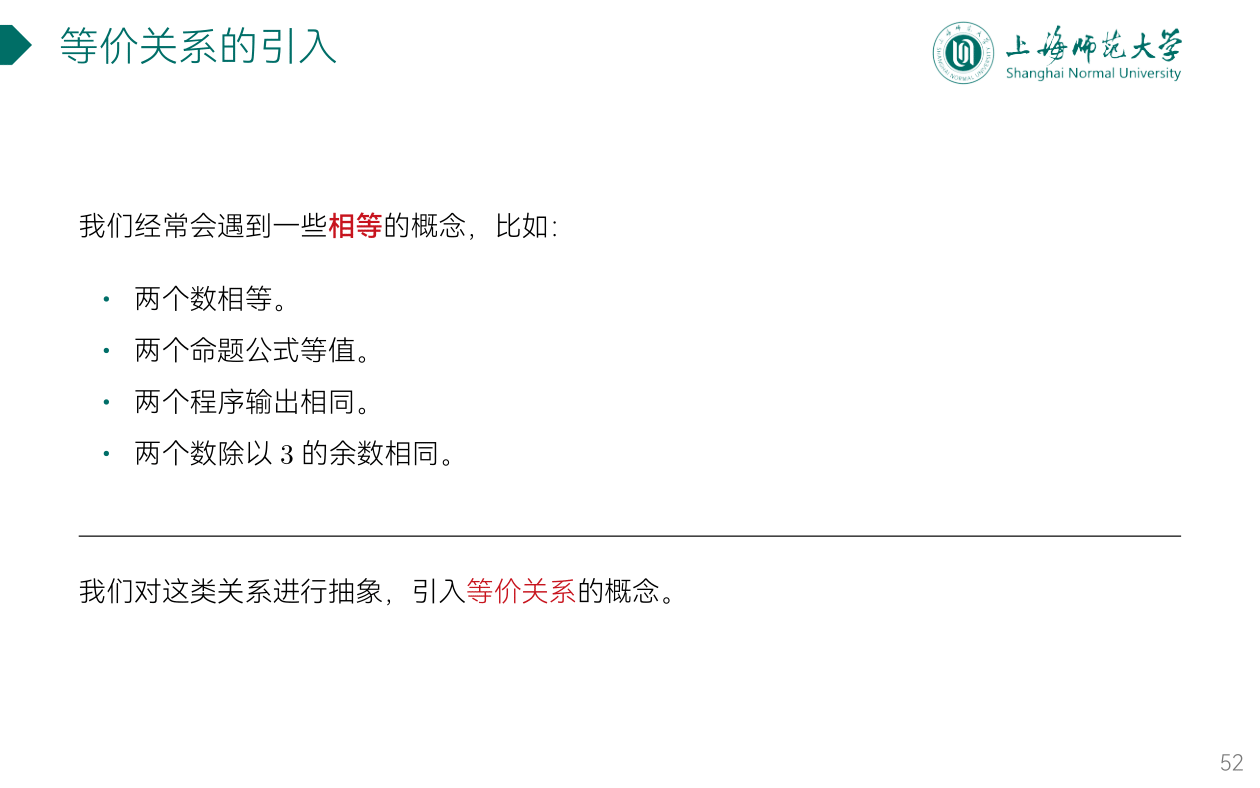 等价关系的引入
上海师范大学
Shanghai Normal University
我们经常会遇到一些相等的概念，比如：
• 两个数相等。
• 两个命题公式等值。
• 两个程序输出相同。
• 两个数除以 3 的余数相同。
我们对这类关系进行抽象，引入等价关系的概念。
52